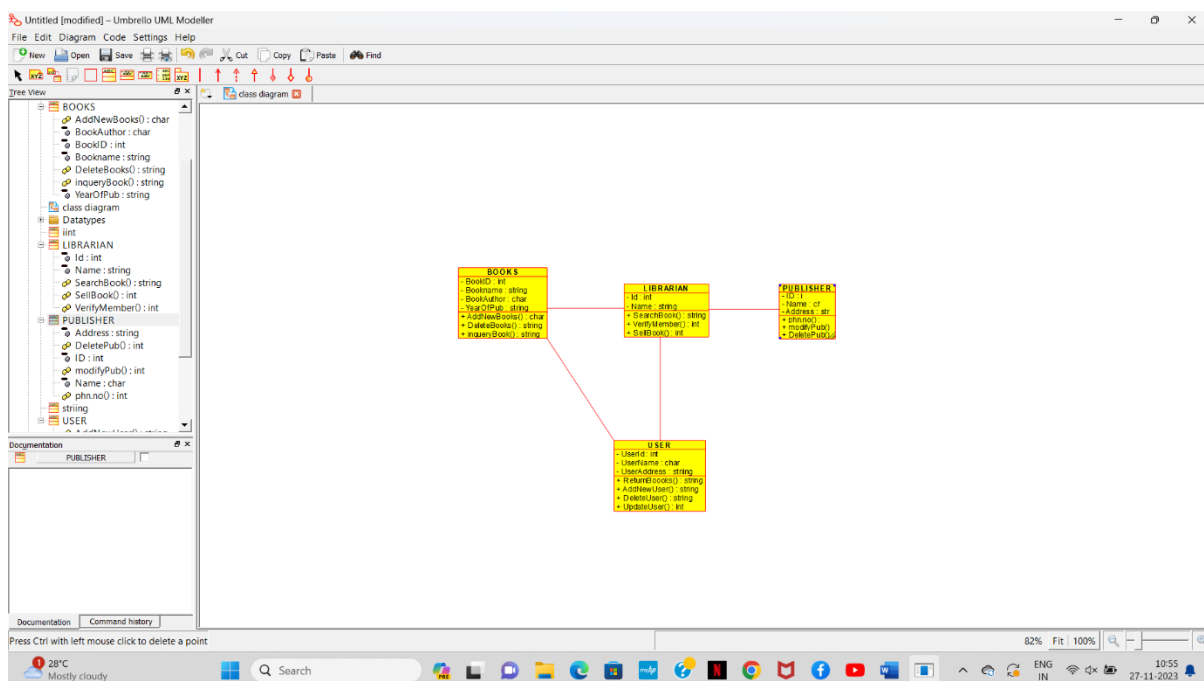 Untitled [modified] – Umbrello UML Modeller
File Edit Diagram Code Settings Help
New Open Save Cut Copy Paste Find
Tree View
class diagram
BOOKS
AddNewBooks() : char
BookAuthor : char
BookID : int
Bookname : string
DeleteBooks() : string
inqueryBook() : string
YearOfPub : string
class diagram
Datatypes
iint
LIBRARIAN
Id : int
Name : string
SearchBook() : string
SellBook() : int
VerifyMember() : int
PUBLISHER
Address : string
DeletePub() : int
ID : int
modifyPub() : int
Name : char
phn.no() : int
striing
USER
Documentation
PUBLISHER
Documentation Command history
BOOKS
- BookID : int
- Bookname : string
- BookAuthor : char
- YearOfPub : string
+ AddNewBooks() : char
+ DeleteBooks() : string
+ inqueryBook() : string
LIBRARIAN
- Id : int
- Name : string
+ SearchBook() : string
+ VerifyMember() : int
+ SellBook() : int
PUBLISHER
- ID : i
- Name : cf
- Address : str
+ phn.no() :
+ modifyPub()
+ DeletePub()
USER
- UserId : int
- UserName : char
- UserAddress : string
+ ReturnBoooks() : string
+ AddNewUser() : string
+ DeleteUser() : string
+ UpdateUser() : int
Press Ctrl with left mouse click to delete a point
82% Fit 100%
1
28°C
Mostly cloudy
Search
PRE
ENG
IN
10:55
27-11-2023